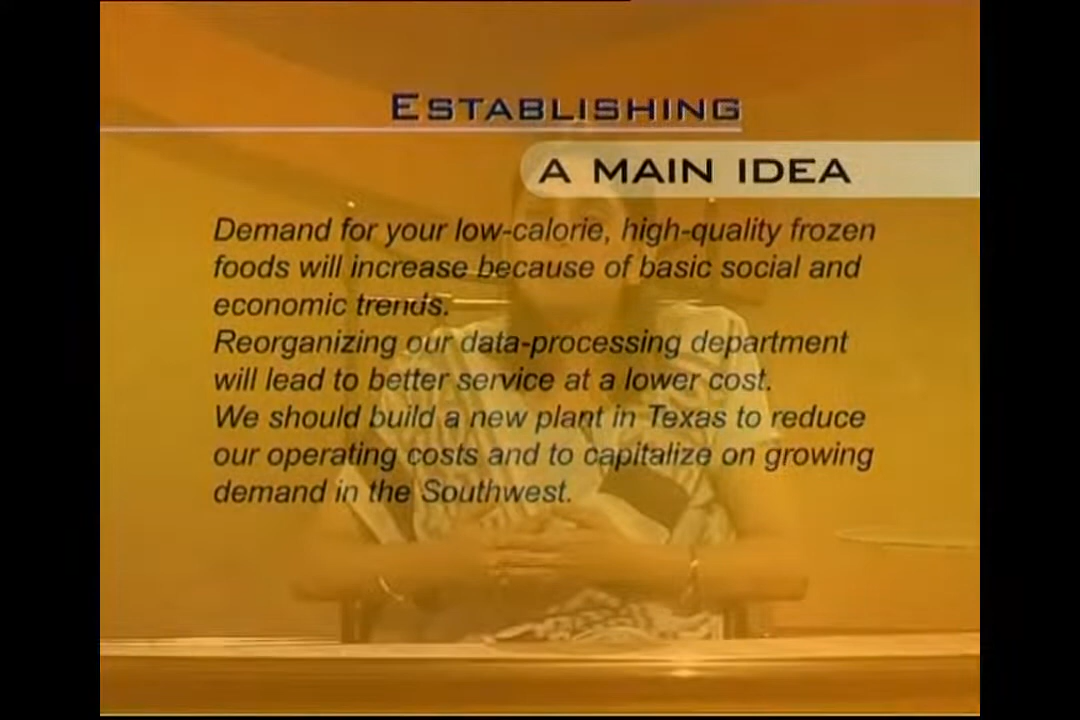 ESTABLISHING
A MAIN IDEA
Demand for your low-calorie, high-quality frozen
foods will increase because of basic social and
economic trends.
Reorganizing our data-processing department
will lead to better service at a lower cost.
We should build a new plant in Texas to reduce
our operating costs and to capitalize on growing
demand in the Southwest.